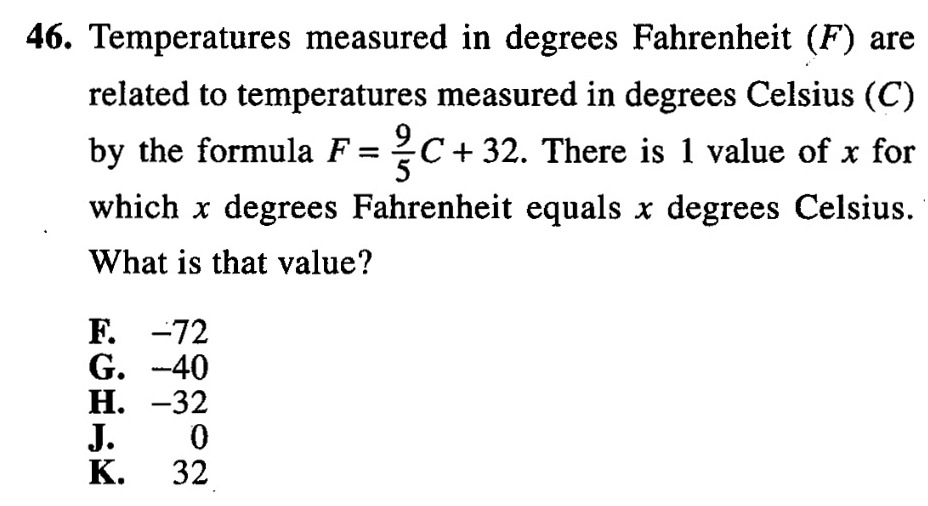 46. Temperatures measured in degrees Fahrenheit (F) are
related to temperatures measured in degrees Celsius (C)
by the formula F = 9/5 C + 32. There is 1 value of x for
which x degrees Fahrenheit equals x degrees Celsius.
What is that value?
F. −72
G. −40
H. −32
J. 0
K. 32